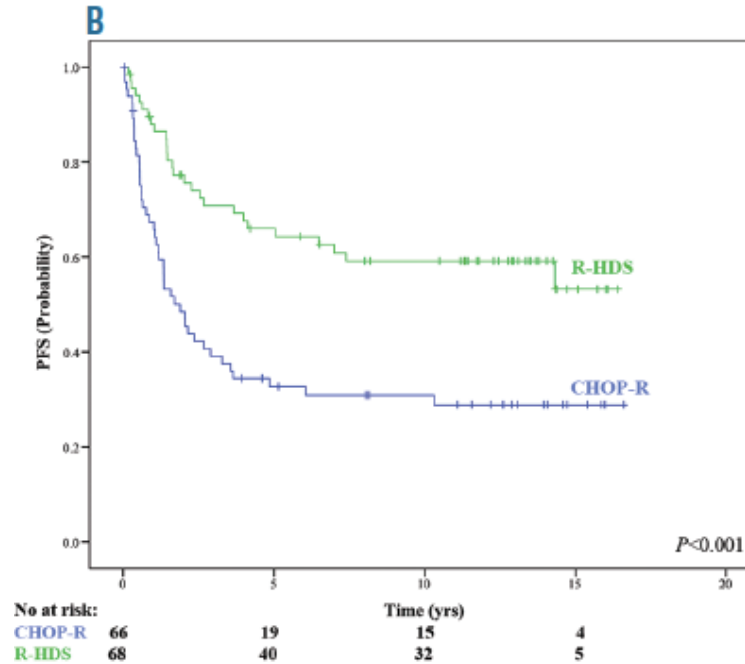 B
1.0
0.8
0.6
0.4
0.2
0.0
PFS (Probability)
R-HDS
CHOP-R
P<0.001
0 5 10 15 20
No at risk: Time (yrs)
CHOP-R 66 19 15 4
R-HDS 68 40 32 5